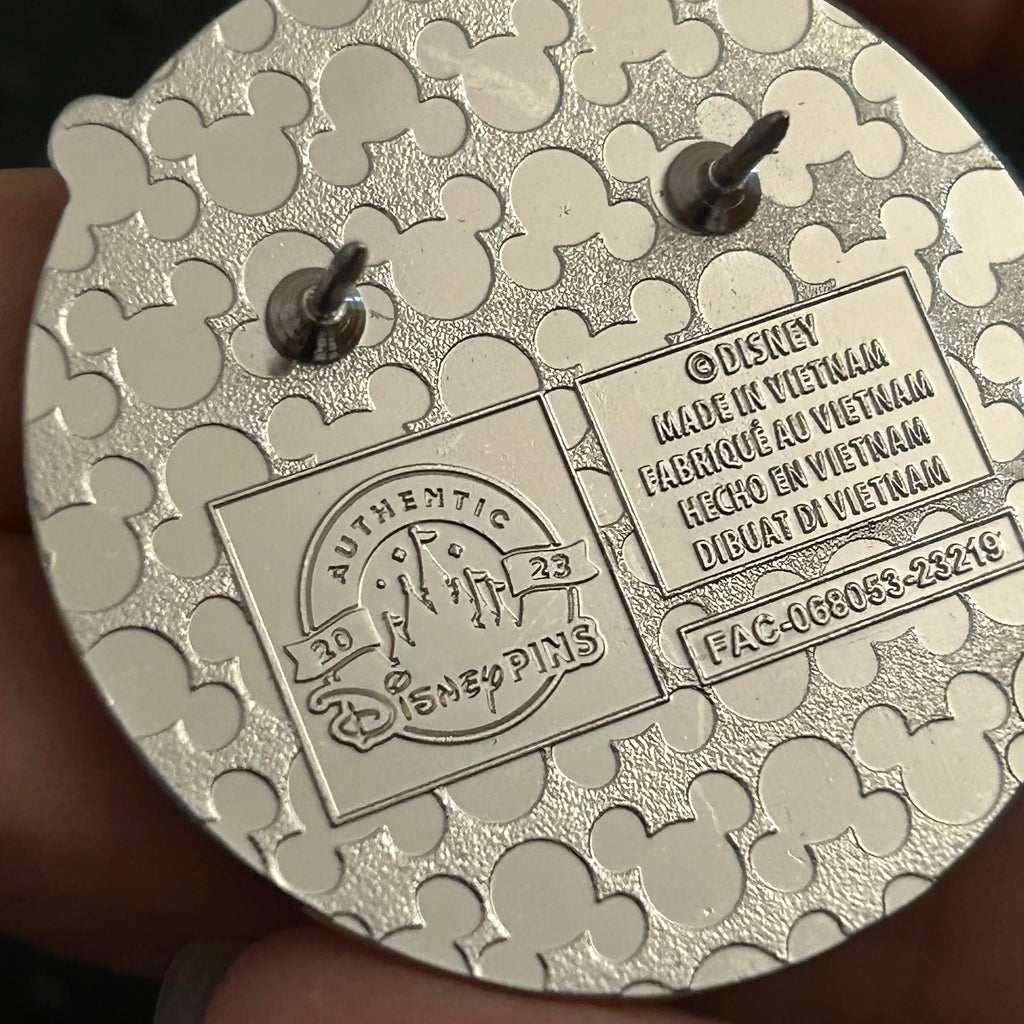 AUTHENTIC
20 23
Disney PINS
©DISNEY
MADE IN VIETNAM
FABRIQUÉ AU VIETNAM
HECHO EN VIETNAM
DIBUAT DI VIETNAM
FAC-068053-23219